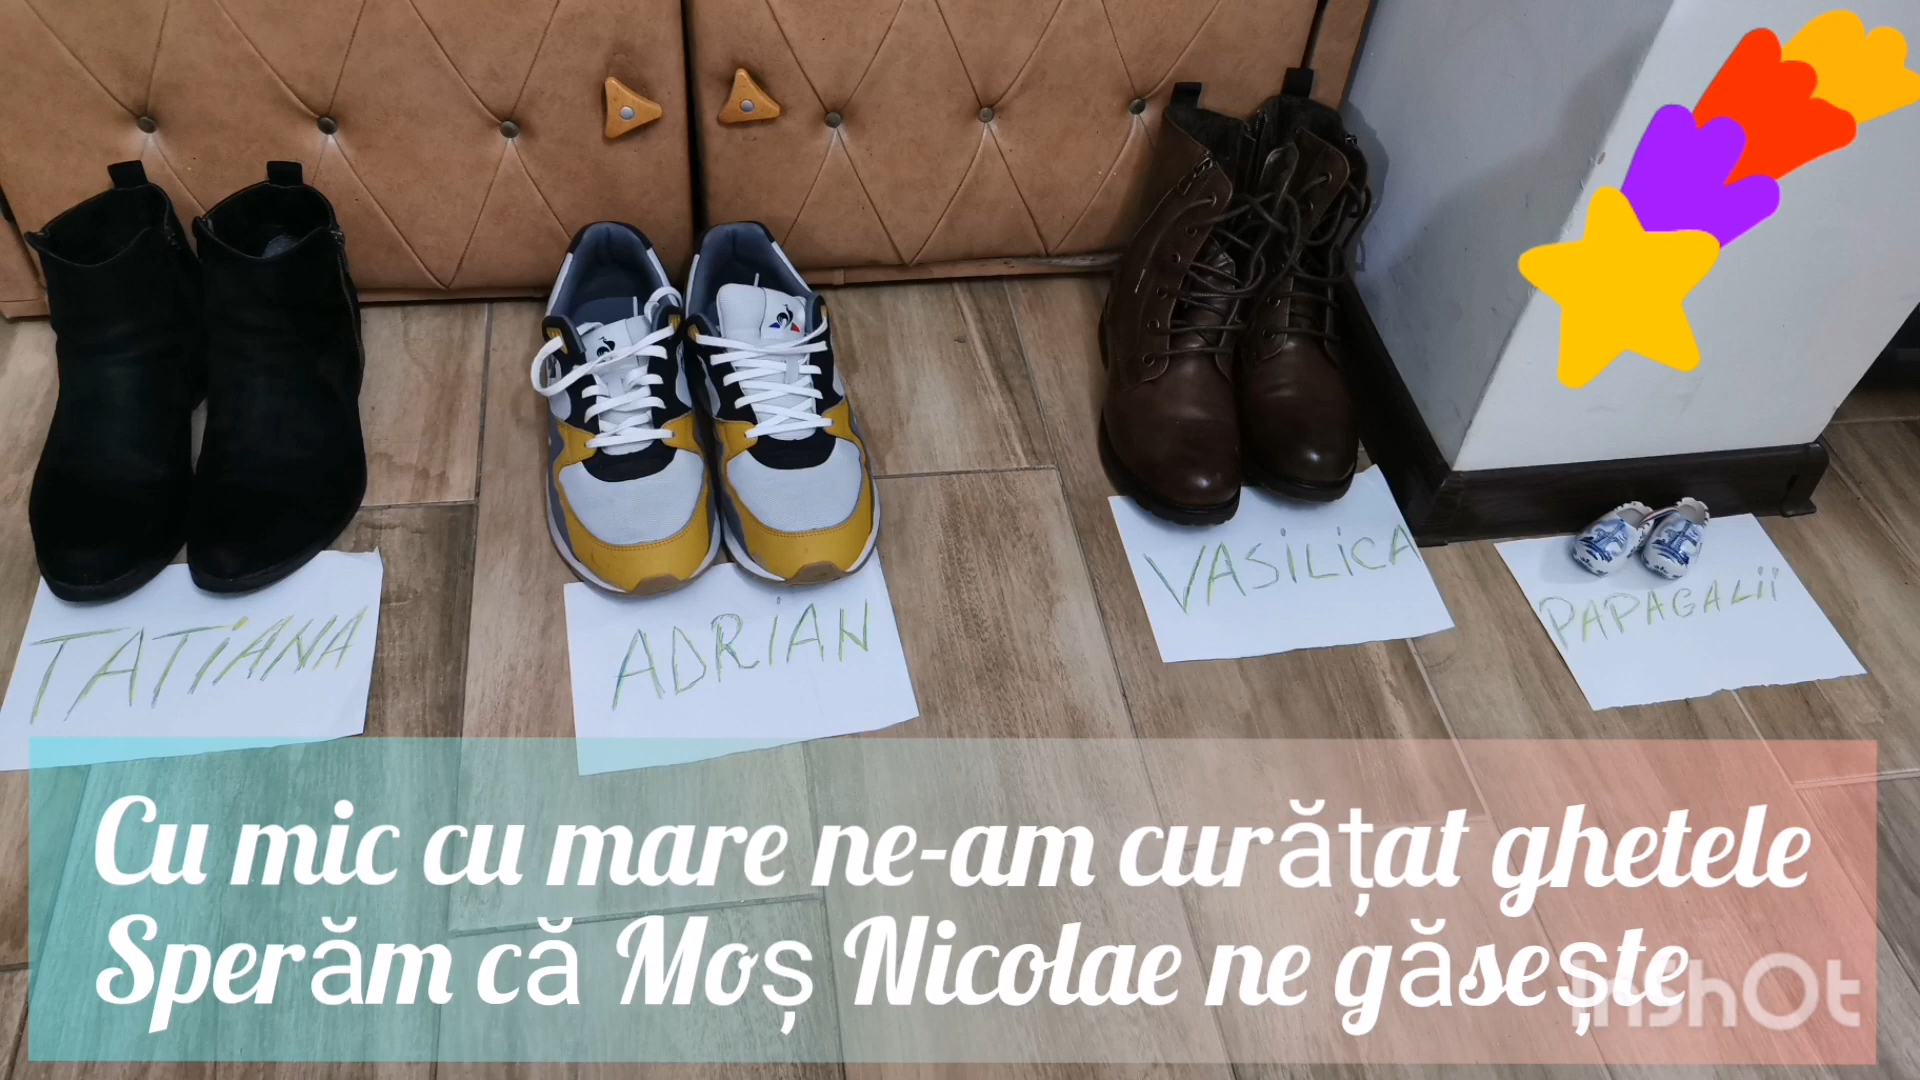 TATiANA
ADRiAN
VASiLiCA
PAPAGALii
Cu mic cu mare ne-am curățat ghetele
Sperăm că Moș Nicolae ne găsește
InShOt